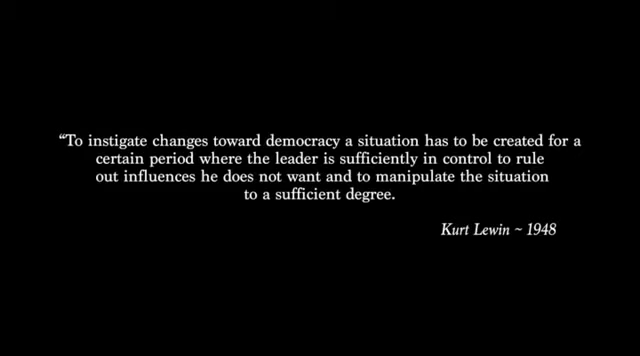 “To instigate changes toward democracy a situation has to be created for a
certain period where the leader is sufficiently in control to rule
out influences he does not want and to manipulate the situation
to a sufficient degree.
Kurt Lewin ~ 1948